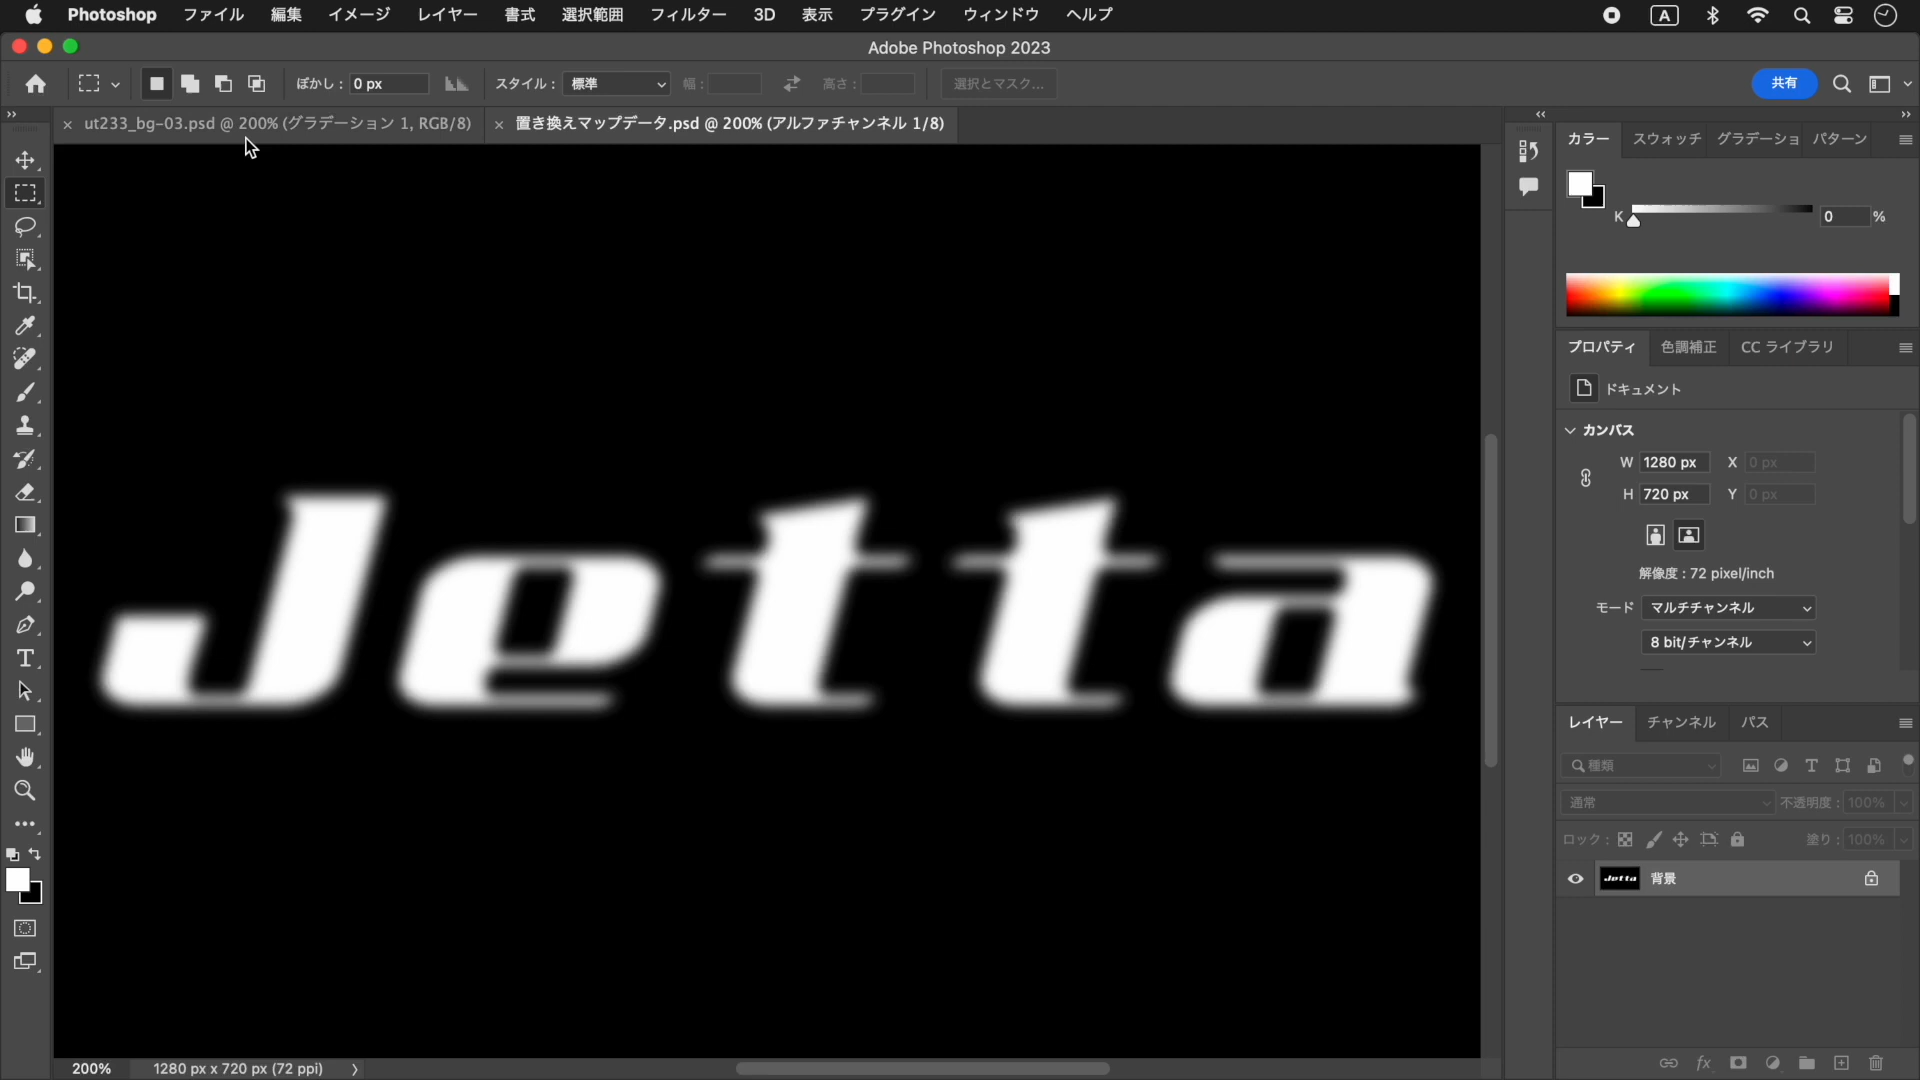 Photoshop ファイル 編集 イメージ レイヤー 書式 選択範囲 フィルター 3D 表示 プラグイン ウィンドウ ヘルプ A
Adobe Photoshop 2023
ぼかし : 0 px スタイル : 標準 幅 : 高さ : 選択とマスク... 共有
ut233_bg-03.psd @ 200% (グラデーション 1, RGB/8) 置き換えマップデータ.psd @ 200% (アルファチャンネル 1/8)
カラー スウォッチ グラデーショ パターン
K 0 %
プロパティ 色調補正 CC ライブラリ
ドキュメント
カンバス
W 1280 px X 0 px
H 720 px Y 0 px
解像度 : 72 pixel/inch
モード マルチチャンネル
8 bit/チャンネル
Jetta
レイヤー チャンネル パス
種類
通常 不透明度 : 100%
ロック : 塗り : 100%
Jetta 背景
200% 1280 px x 720 px (72 ppi)